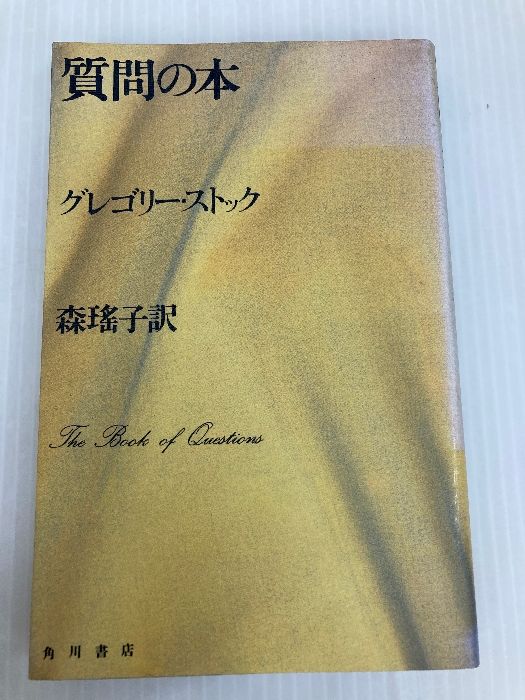 質問の本
グレゴリー・ストック
森瑤子訳
The Book of Questions
角川書店